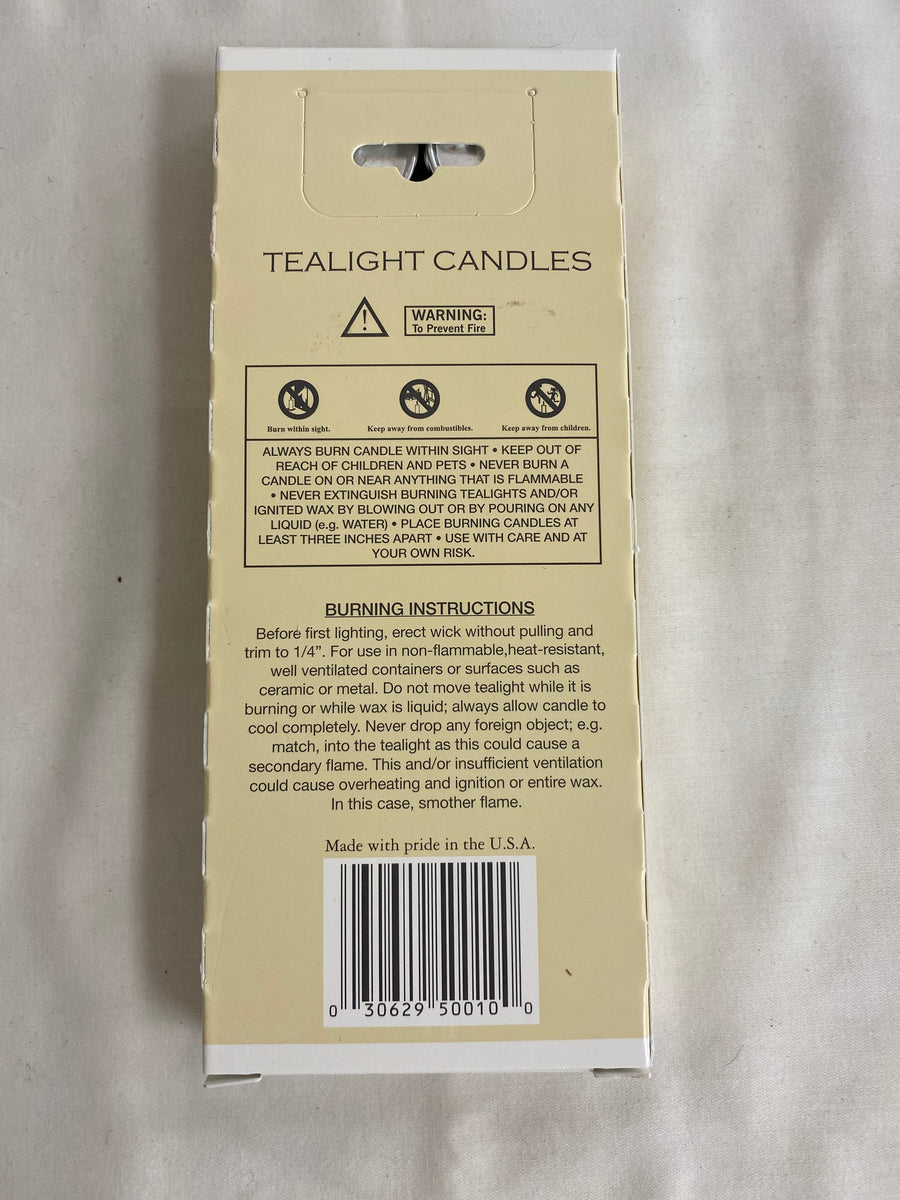 TEALIGHT CANDLES
WARNING:
To Prevent Fire
Burn within sight. Keep away from combustibles. Keep away from children.
ALWAYS BURN CANDLE WITHIN SIGHT • KEEP OUT OF
REACH OF CHILDREN AND PETS • NEVER BURN A
CANDLE ON OR NEAR ANYTHING THAT IS FLAMMABLE
• NEVER EXTINGUISH BURNING TEALIGHTS AND/OR
IGNITED WAX BY BLOWING OUT OR BY POURING ON ANY
LIQUID (e.g. WATER) • PLACE BURNING CANDLES AT
LEAST THREE INCHES APART • USE WITH CARE AND AT
YOUR OWN RISK.
BURNING INSTRUCTIONS
Before first lighting, erect wick without pulling and
trim to 1/4”. For use in non-flammable,heat-resistant,
well ventilated containers or surfaces such as
ceramic or metal. Do not move tealight while it is
burning or while wax is liquid; always allow candle to
cool completely. Never drop any foreign object; e.g.
match, into the tealight as this could cause a
secondary flame. This and/or insufficient ventilation
could cause overheating and ignition or entire wax.
In this case, smother flame.
Made with pride in the U.S.A.
0 30629 50010 0